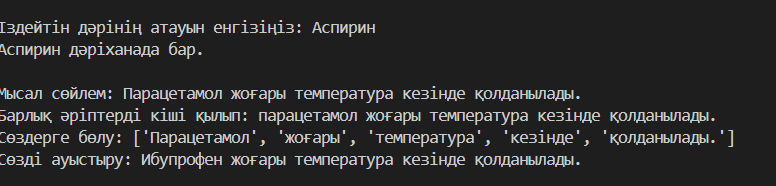 Іздейтін дәрінің атауын енгізіңіз: Аспирин
Аспирин дәріханада бар.
Мысал сөйлем: Парацетамол жоғары температура кезінде қолданылады.
Барлық әріптерді кіші қылып: парацетамол жоғары температура кезінде қолданылады.
Сөздерге бөлу: ['Парацетамол', 'жоғары', 'температура', 'кезінде', 'қолданылады.']
Сөзді ауыстыру: Ибупрофен жоғары температура кезінде қолданылады.